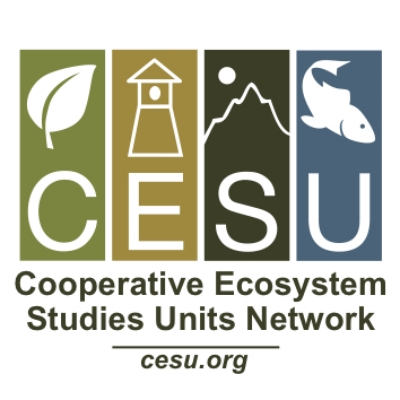 CESU
Cooperative Ecosystem
Studies Units Network
cesu.org